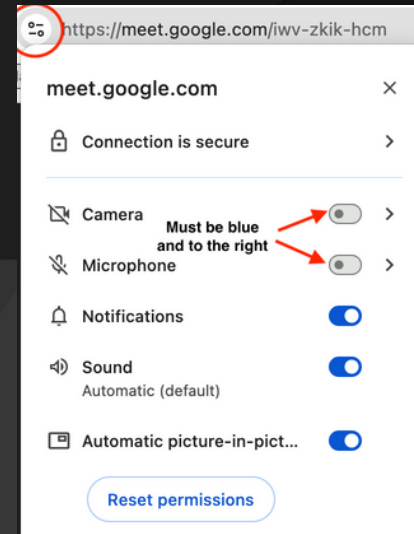 https://meet.google.com/iwv-zkik-hcm
meet.google.com
Connection is secure
Camera
Must be blue
and to the right
Microphone
Notifications
Sound
Automatic (default)
Automatic picture-in-pict...
Reset permissions